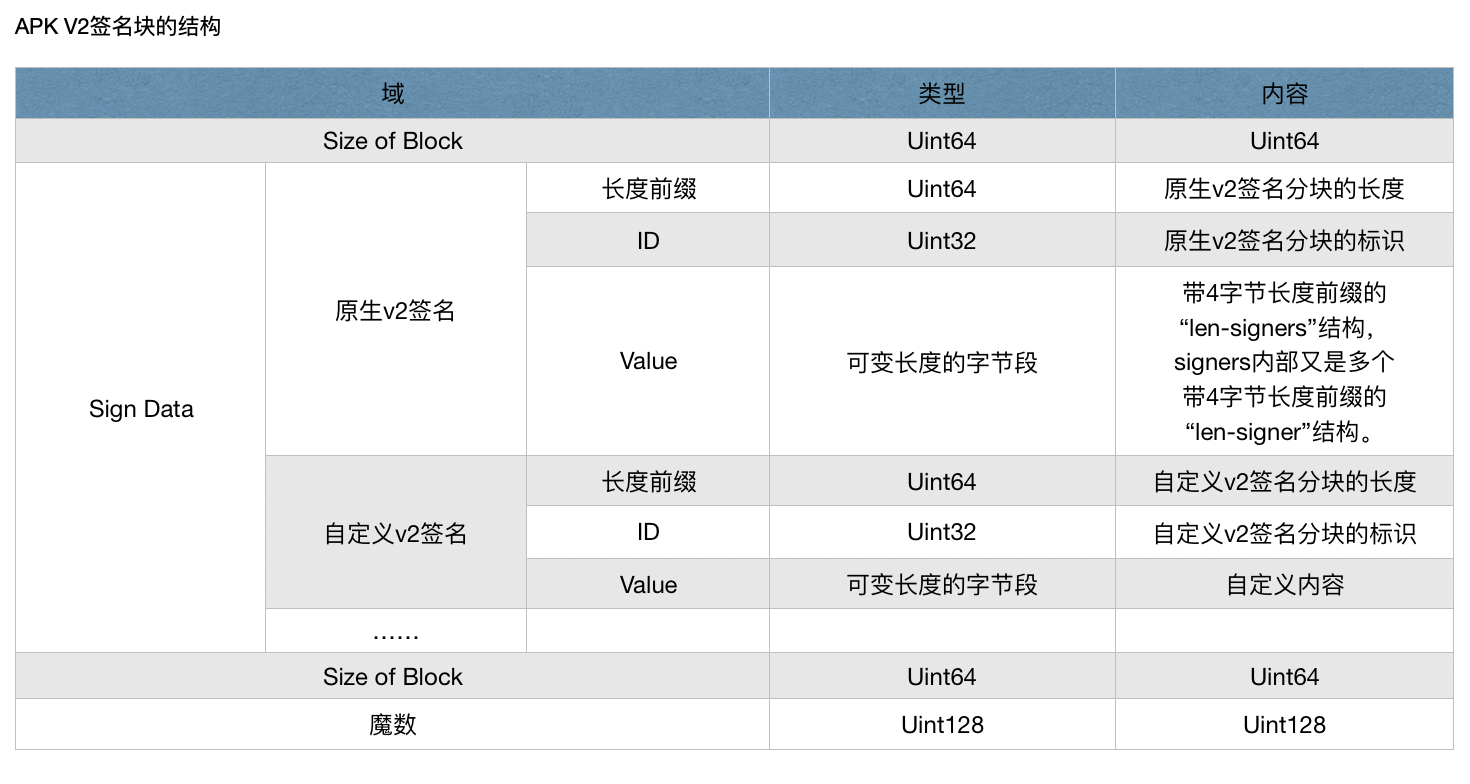 APK V2签名块的结构
域 类型 内容
Size of Block Uint64 Uint64
长度前缀 Uint64 原生v2签名分块的长度
ID Uint32 原生v2签名分块的标识
原生v2签名
Value 可变长度的字节段
带4字节长度前缀的
“len-signers”结构，
signers内部又是多个
带4字节长度前缀的
“len-signer”结构。
Sign Data
长度前缀 Uint64 自定义v2签名分块的长度
自定义v2签名 ID Uint32 自定义v2签名分块的标识
Value 可变长度的字节段 自定义内容
……
Size of Block Uint64 Uint64
魔数 Uint128 Uint128